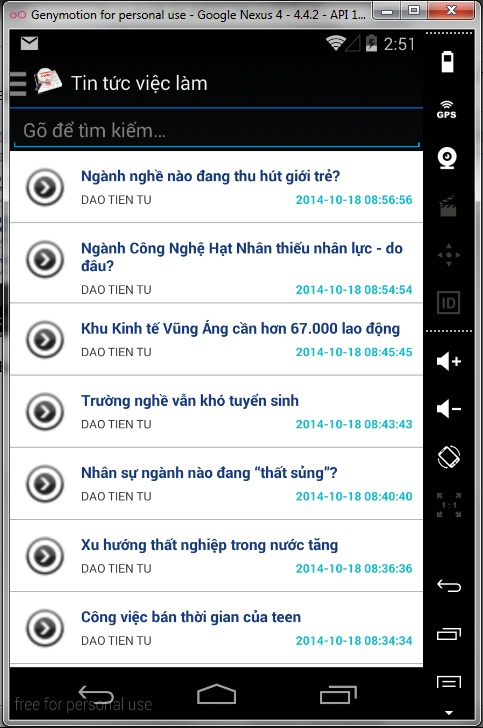 Genymotion for personal use - Google Nexus 4 - 4.4.2 - API 1...
2:51
Tin tức việc làm
Gõ để tìm kiếm...
GPS
Ngành nghề nào đang thu hút giới trẻ?
DAO TIEN TU 2014-10-18 08:56:56
Ngành Công Nghệ Hạt Nhân thiếu nhân lực - do
đâu?
DAO TIEN TU 2014-10-18 08:54:54
ID
Khu Kinh tế Vũng Áng cần hơn 67.000 lao động
DAO TIEN TU 2014-10-18 08:45:45
Trường nghề vẫn khó tuyển sinh
DAO TIEN TU 2014-10-18 08:43:43
Nhân sự ngành nào đang “thất sủng”?
DAO TIEN TU 2014-10-18 08:40:40
1:1
Xu hướng thất nghiệp trong nước tăng
DAO TIEN TU 2014-10-18 08:36:36
Công việc bán thời gian của teen
DAO TIEN TU 2014-10-18 08:34:34
free for personal use